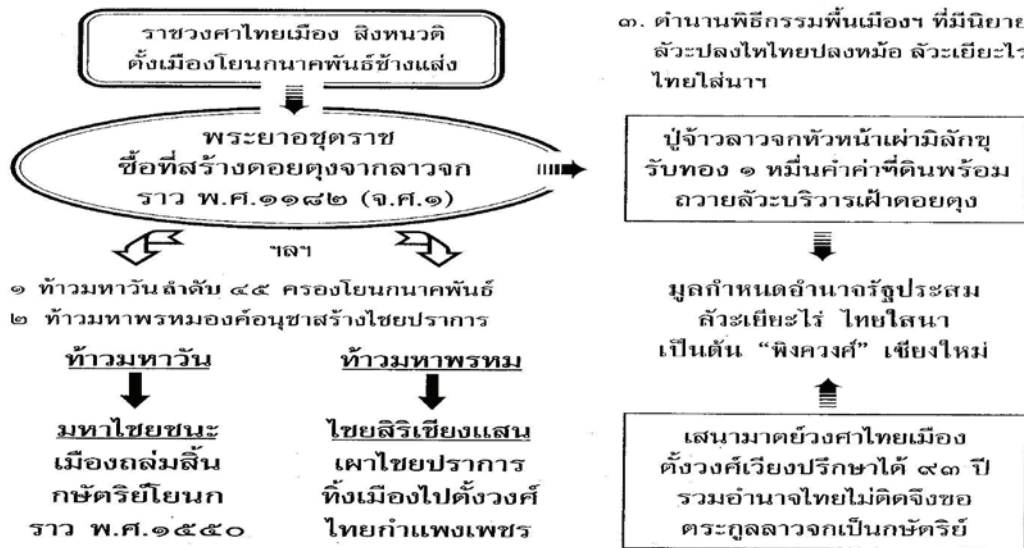 ราชวงศาไทยเมือง สิงหนวติ
ตั้งเมืองโยนกนาคพันธ์ช้างแส่ง
พระยาอชุตราช
ซื้อที่สร้างดอยตุงจากลาวจก
ราว พ.ศ.๑๑๘๒ (จ.ศ.๑)
ฯลฯ
๑ ท้าวมหาวัน ลำดับ ๔๕ ครองโยนกนาคพันธ์
๒ ท้าวมหาพรหมองค์อนุชาสร้างไชยปราการ
ท้าวมหาวัน
มหาไชยชนะ
เมืองถล่มสิ้น
กษัตริย์โยนก
ราว พ.ศ.๑๕๕๐
ท้าวมหาพรหม
ไชยสิริเชียงแสน
เผาไชยปราการ
ทิ้งเมืองไปตั้งวงศ์
ไทยกำแพงเพชร
๓. ตำนานพิธีกรรมพื้นเมืองฯ ที่มีนิยาย
ลัวะปลงไหไทยปลงหม้อ ลัวะเยียะไร่
ไทยใส่นาฯ
ปู่จ้าวลาวจกหัวหน้าเผ่ามิลักขุ
รับทอง ๑ หมื่นคำค่าที่ดินพร้อม
ถวายลัวะบริวารเฝ้าดอยตุง
มูลกำหนดอำนาจรัฐประสม
ลัวะเยียะไร่ ไทยใสนา
เป็นต้น “พิงควงศ์” เชียงใหม่
เสนามาตย์วงศาไทยเมือง
ตั้งวงศ์เวียงปรึกษาได้ ๙๓ ปี
รวมอำนาจไทยไม่ติดจึงขอ
ตระกูลลาวจกเป็นกษัตริย์